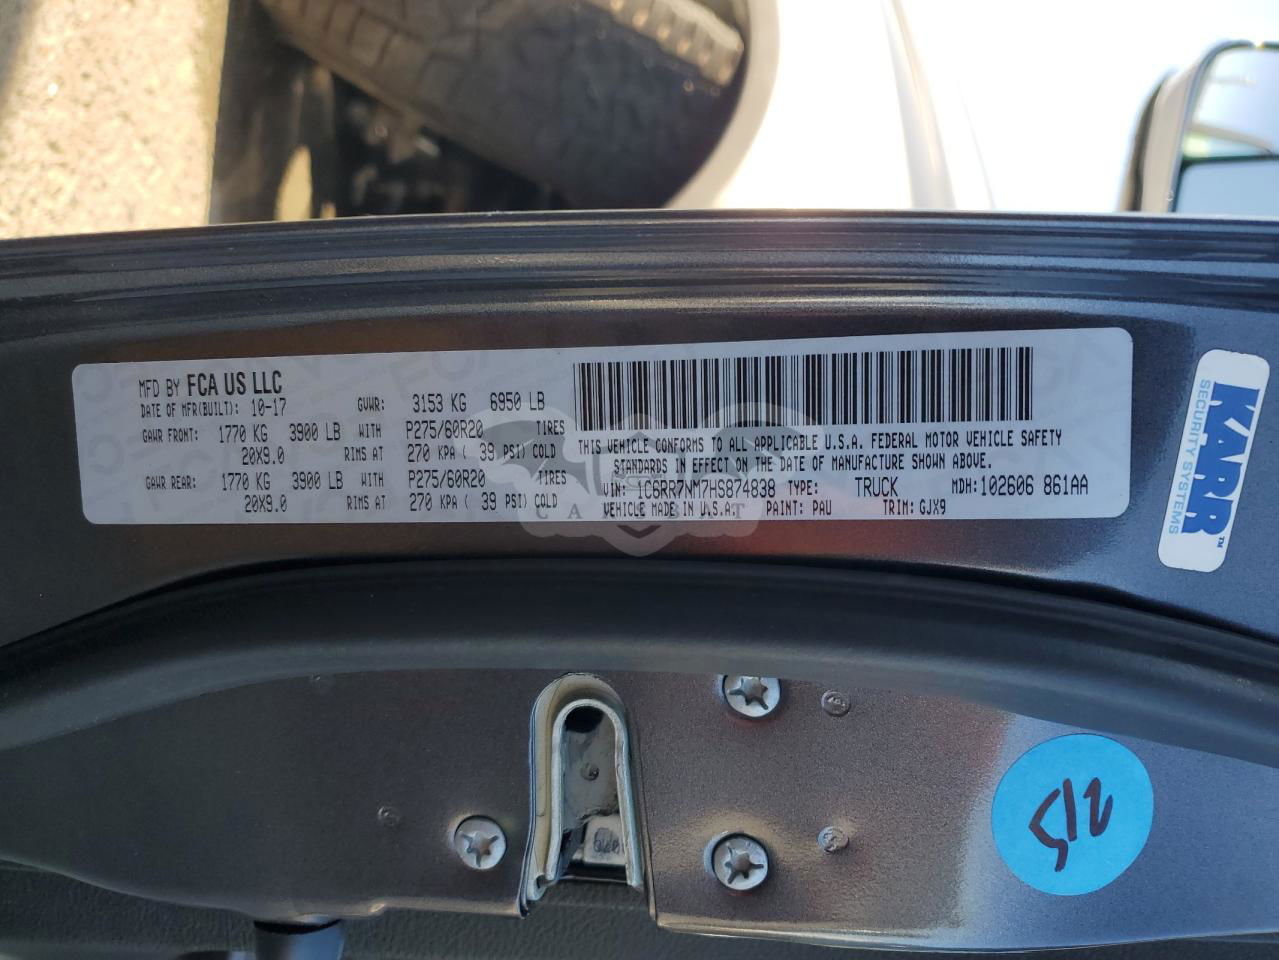 MFD BY FCA US LLC
DATE OF MFR(BUILT): 10-17 GVWR: 3153 KG 6950 LB
GAWR FRONT: 1770 KG 3900 LB WITH P275/60R20 TIRES
20X9.0 RIMS AT 270 KPA ( 39 PSI) COLD
GAWR REAR: 1770 KG 3900 LB WITH P275/60R20 TIRES
20X9.0 RIMS AT 270 KPA ( 39 PSI) COLD
THIS VEHICLE CONFORMS TO ALL APPLICABLE U.S.A. FEDERAL MOTOR VEHICLE SAFETY
STANDARDS IN EFFECT ON THE DATE OF MANUFACTURE SHOWN ABOVE.
VIN: 1C6RR7NM7HS874838 TYPE: TRUCK MDH:102606 861AA
VEHICLE MADE IN U.S.A. PAINT: PAU TRIM: GJX9
KARR™
SECURITY SYSTEMS
512